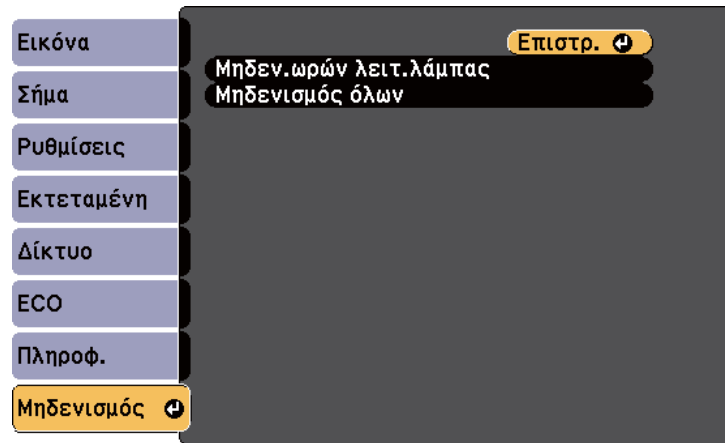 Εικόνα
Σήμα
Ρυθμίσεις
Εκτεταμένη
Δίκτυο
ECO
Πληροφ.
Μηδενισμός
Επιστρ.
Μηδεν.ωρών λειτ.λάμπας
Μηδενισμός όλων